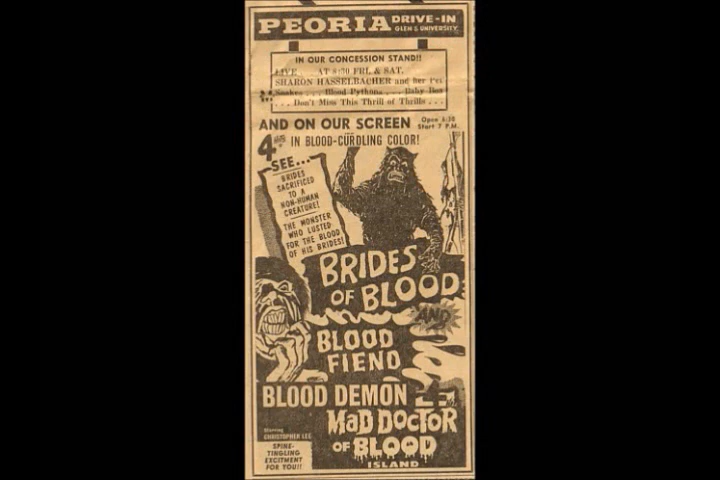 PEORIA DRIVE-IN
GLEN & UNIVERSITY
IN OUR CONCESSION STAND!!
LIVE... AT 8:30 FRI. & SAT.
SHARON HASSELBACHER and her Pet
Snakes . . . Blood Pythons . . . Baby Boa
. . . Don't Miss This Thrill of Thrills . . .
AND ON OUR SCREEN
Open 6:30
Start 7 P.M.
4
IN BLOOD-CURDLING COLOR!
SEE...
BRIDES
SACRIFICED
TO A
NON-HUMAN
CREATURE!
THE MONSTER
WHO LUSTED
FOR THE BLOOD
OF HIS BRIDES!
BRIDES
OF BLOOD
AND
BLOOD
FIEND
BLOOD DEMON
Starring
CHRISTOPHER LEE
MAD DOCTOR
OF BLOOD
ISLAND
SPINE-
TINGLING
EXCITMENT
FOR YOU!!